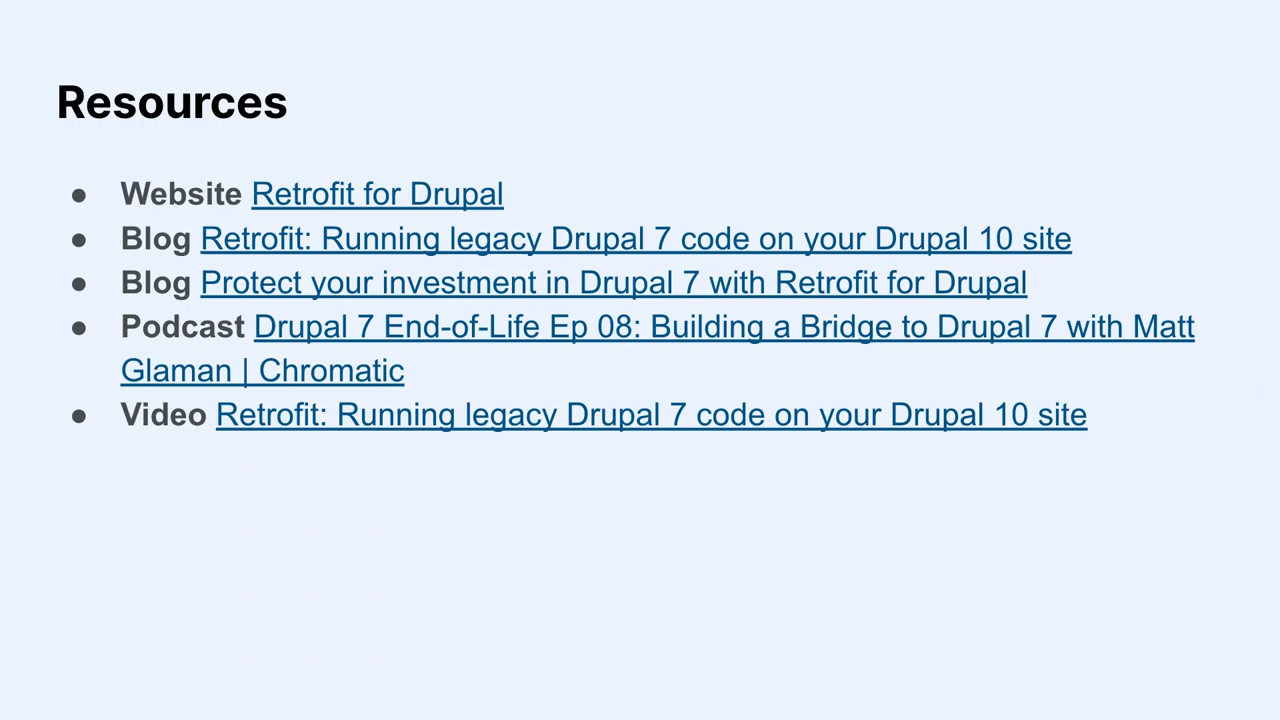 Resources
● Website Retrofit for Drupal
● Blog Retrofit: Running legacy Drupal 7 code on your Drupal 10 site
● Blog Protect your investment in Drupal 7 with Retrofit for Drupal
● Podcast Drupal 7 End-of-Life Ep 08: Building a Bridge to Drupal 7 with Matt
Glaman | Chromatic
● Video Retrofit: Running legacy Drupal 7 code on your Drupal 10 site